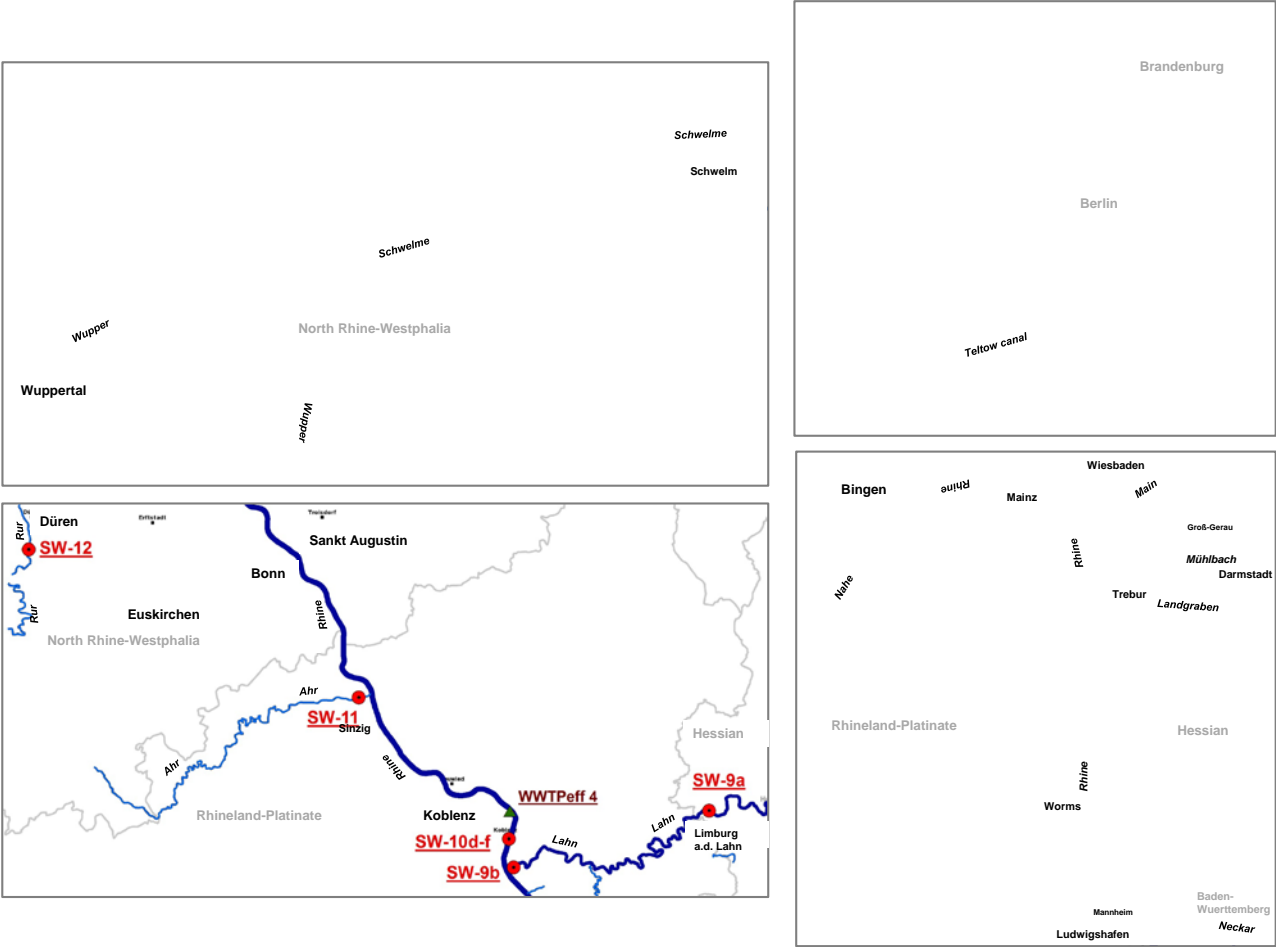 Schwelme
Schwelm
Schwelme
Wupper
North Rhine-Westphalia
Wuppertal
Wupper
Brandenburg
Berlin
Teltow canal
Rur
Düren
SW-12
Erftstadt
Troisdorf
Sankt Augustin
Bonn
Rur
Euskirchen
Rhine
North Rhine-Westphalia
Ahr
SW-11
Sinzig
Hessian
Rhine
Ahr
SW-9a
WWTPeff 4
Rhineland-Platinate
Koblenz
Lahn
Limburg
a.d. Lahn
SW-10d-f
Lahn
SW-9b
Wiesbaden
Bingen
Rhine
Mainz
Main
Groß-Gerau
Rhine
Mühlbach
Darmstadt
Nahe
Trebur
Landgraben
Rhineland-Platinate
Hessian
Rhine
Worms
Baden-
Wuerttemberg
Mannheim
Neckar
Ludwigshafen